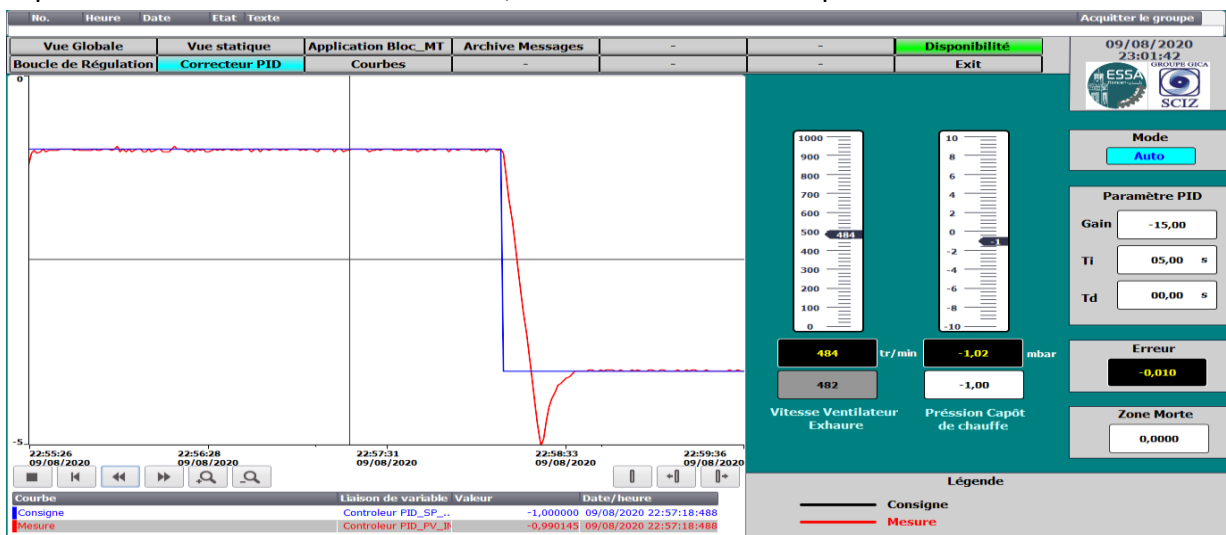 No. Heure Date Etat Texte Acquitter le groupe
Vue Globale Vue statique Application Bloc_MT Archive Messages - - Disponibilité
Boucle de Régulation Correcteur PID Courbes - - - Exit
09/08/2020
23:01:42
ESSA
GROUPE GICA
SCIZ
0
-5
22:55:26 22:56:28 22:57:31 22:58:33 22:59:36
09/08/2020 09/08/2020 09/08/2020 09/08/2020 09/08/2020
Courbe Liaison de variable Valeur Date/heure
Consigne Controleur PID_SP_.. -1,000000 09/08/2020 22:57:18:488
Mesure Controleur PID_PV_IN -0,990145 09/08/2020 22:57:18:488
1000
900
800
700
600
500
400
300
200
100
0
484
10
8
6
4
2
0
-2
-4
-6
-8
-10
-1
484 tr/min -1,02 mbar
482 -1,00
Vitesse Ventilateur
Exhaure
Préssion Capôt
de chauffe
Mode
Auto
Paramètre PID
Gain -15,00
Ti 05,00 s
Td 00,00 s
Erreur
-0,010
Zone Morte
0,0000
Légende
Consigne
Mesure